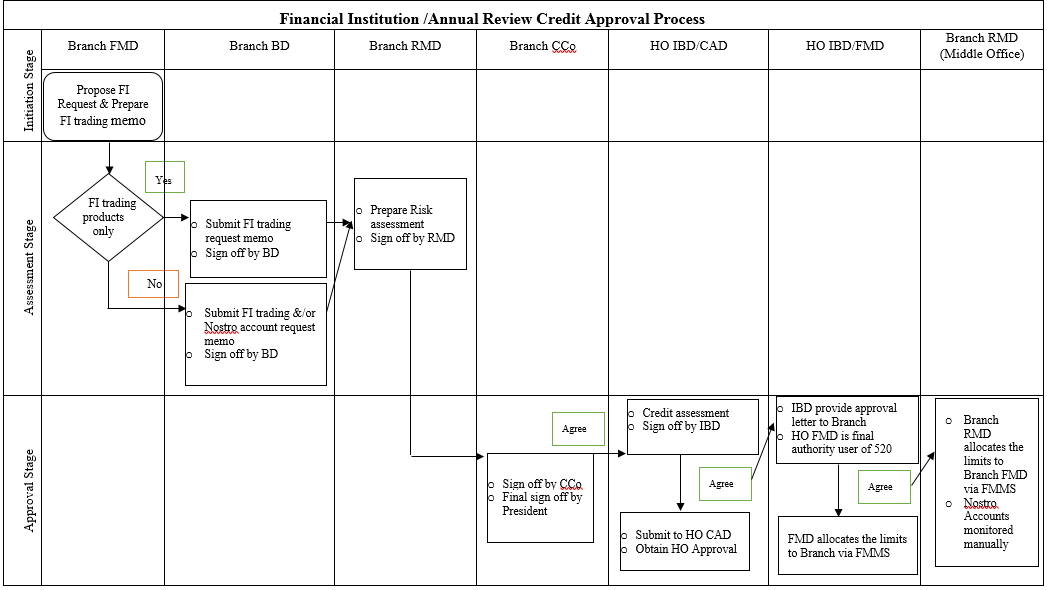 Financial Institution /Annual Review Credit Approval Process
Branch FMD
Branch BD
Branch RMD
Branch CCo
HO IBD/CAD
HO IBD/FMD
Branch RMD
(Middle Office)
Initiation Stage
Propose FI
Request & Prepare
FI trading memo
Assessment Stage
FI trading
products
only
Yes
No
o Submit FI trading
request memo
o Sign off by BD
o Submit FI trading &/or
Nostro account request
memo
o Sign off by BD
o Prepare Risk
assessment
o Sign off by RMD
Approval Stage
o Sign off by CCo
o Final sign off by
President
Agree
o Credit assessment
o Sign off by IBD
o Submit to HO CAD
o Obtain HO Approval
Agree
o IBD provide approval
letter to Branch
o HO FMD is final
authority user of 520
FMD allocates the limits
to Branch via FMMS
Agree
o Branch
RMD
allocates the
limits to
Branch FMD
via FMMS
o Nostro
Accounts
monitored
manually